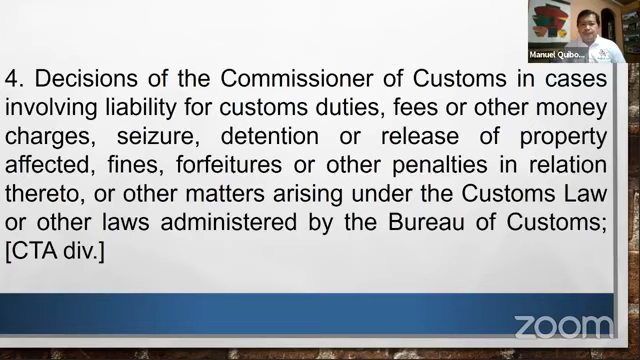 Manuel Quibo...
4. Decisions of the Commissioner of Customs in cases
involving liability for customs duties, fees or other money
charges, seizure, detention or release of property
affected, fines, forfeitures or other penalties in relation
thereto, or other matters arising under the Customs Law
or other laws administered by the Bureau of Customs;
[CTA div.]
zoom